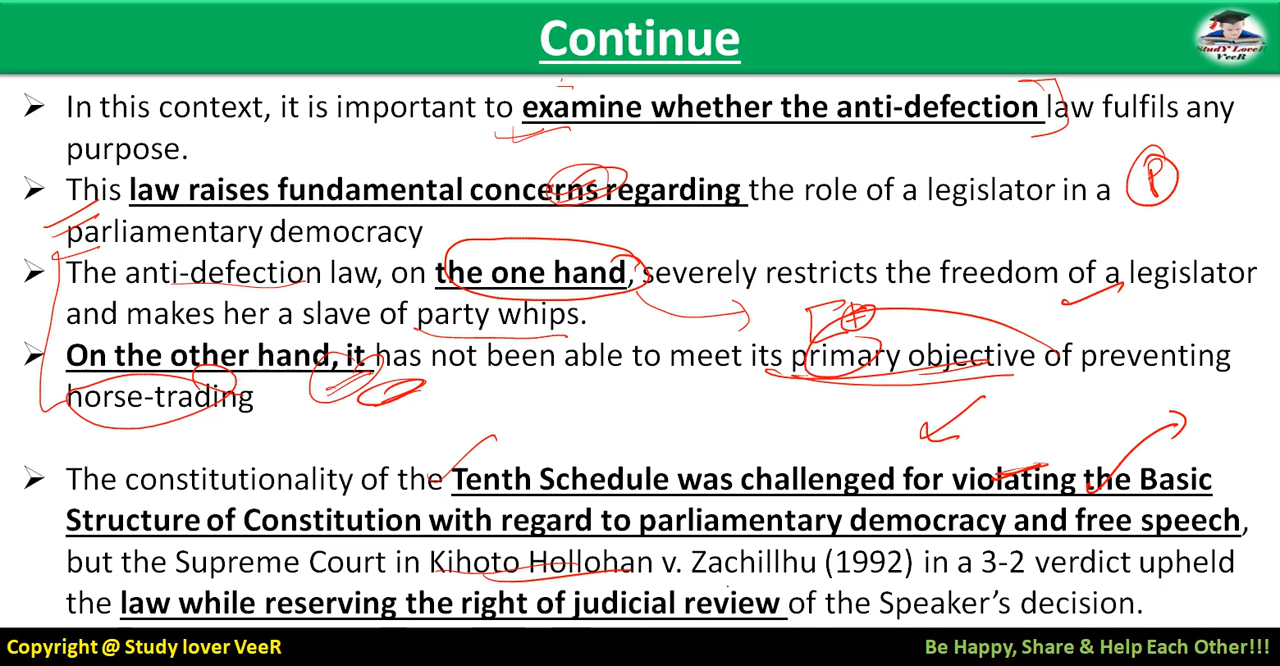 Continue
StudY LoveR
VeeR
➢ In this context, it is important to examine whether the anti-defection law fulfils any
purpose.
➢ This law raises fundamental concerns regarding the role of a legislator in a
parliamentary democracy
P
➢ The anti-defection law, on the one hand, severely restricts the freedom of a legislator
and makes her a slave of party whips.
➢ On the other hand, it has not been able to meet its primary objective of preventing
horse-trading
➢ The constitutionality of the Tenth Schedule was challenged for violating the Basic
Structure of Constitution with regard to parliamentary democracy and free speech,
but the Supreme Court in Kihoto Hollohan v. Zachillhu (1992) in a 3-2 verdict upheld
the law while reserving the right of judicial review of the Speaker’s decision.
Copyright @ Study lover VeeR
Be Happy, Share & Help Each Other!!!